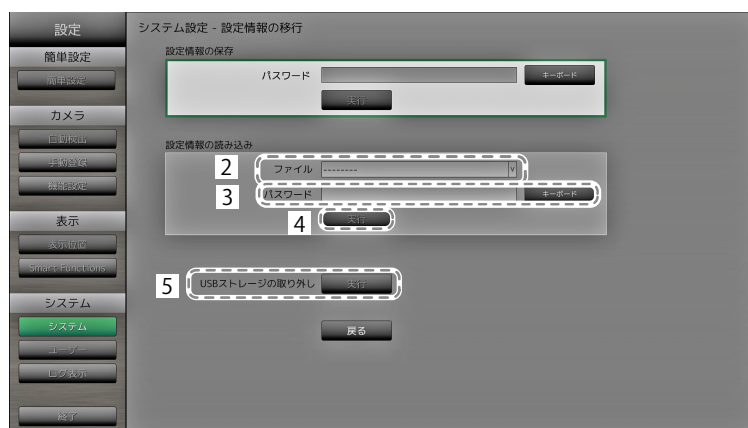 設定
簡単設定
簡単設定
カメラ
自動検出
手動登録
機能設定
表示
表示位置
Smart Functions
システム
システム
ユーザー
ログ表示
終了
システム設定 - 設定情報の移行
設定情報の保存
パスワード
キーボード
実行
設定情報の読み込み
2
ファイル
--------
3
パスワード
キーボード
4
実行
5
USBストレージの取り外し
実行
戻る